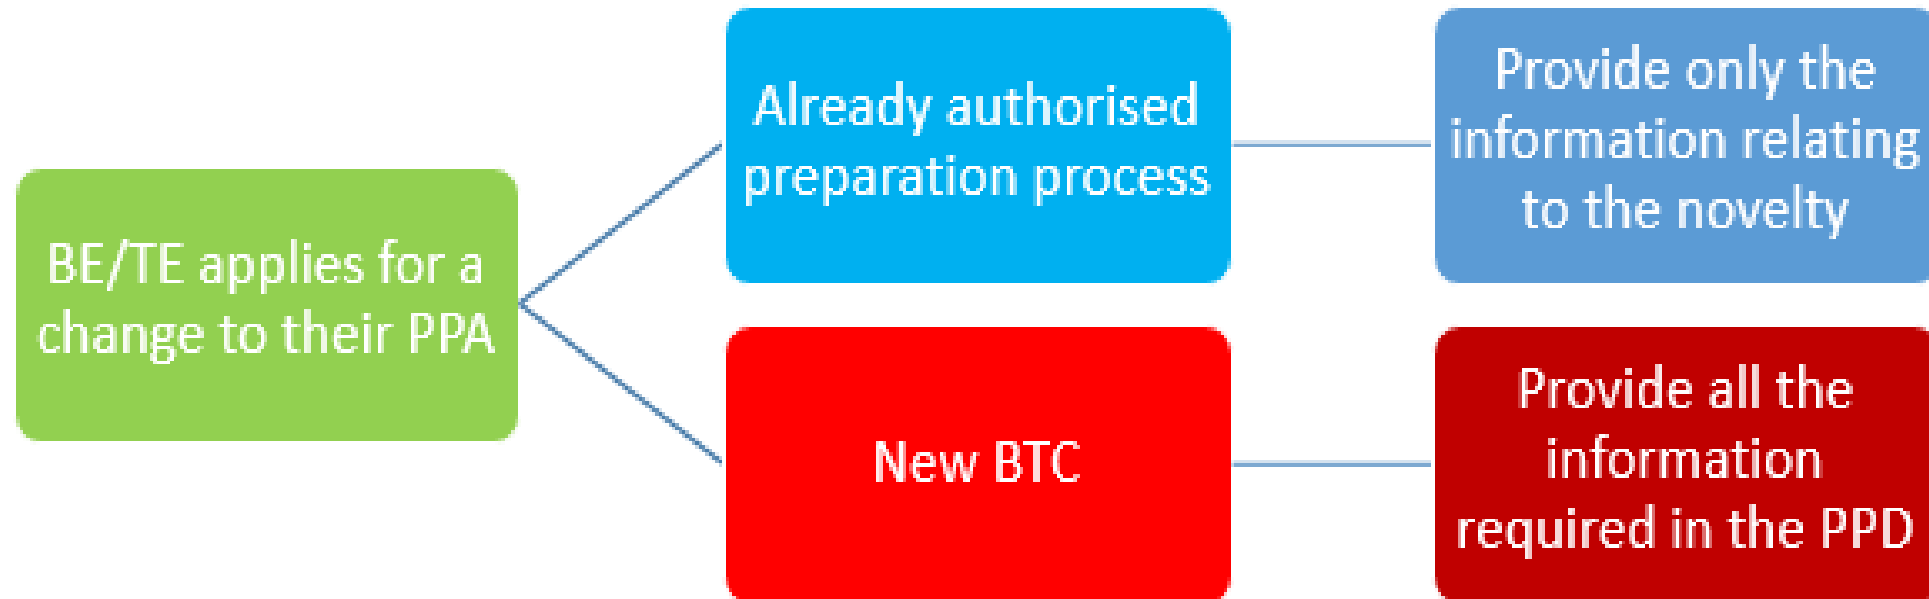 BE/TE applies for a
change to their PPA
Already authorised
preparation process
Provide only the
information relating
to the novelty
New BTC
Provide all the
information
required in the PPD